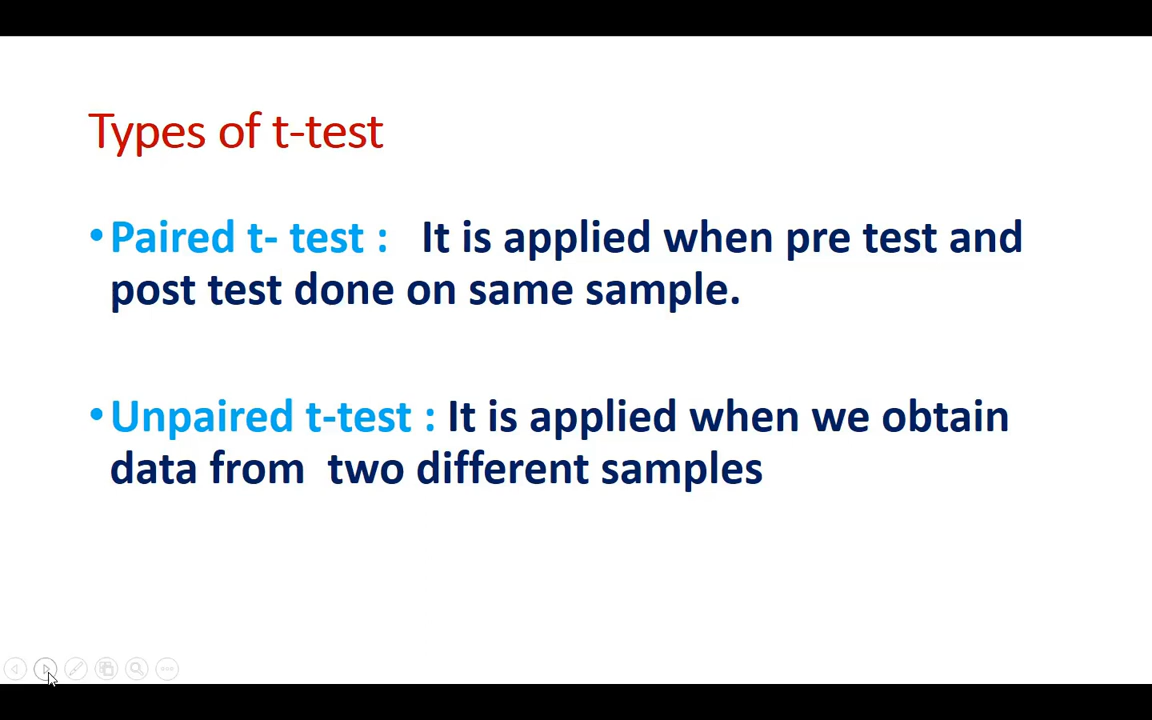 Types of t-test
•Paired t- test :   It is applied when pre test and
post test done on same sample.
•Unpaired t-test : It is applied when we obtain
data from  two different samples